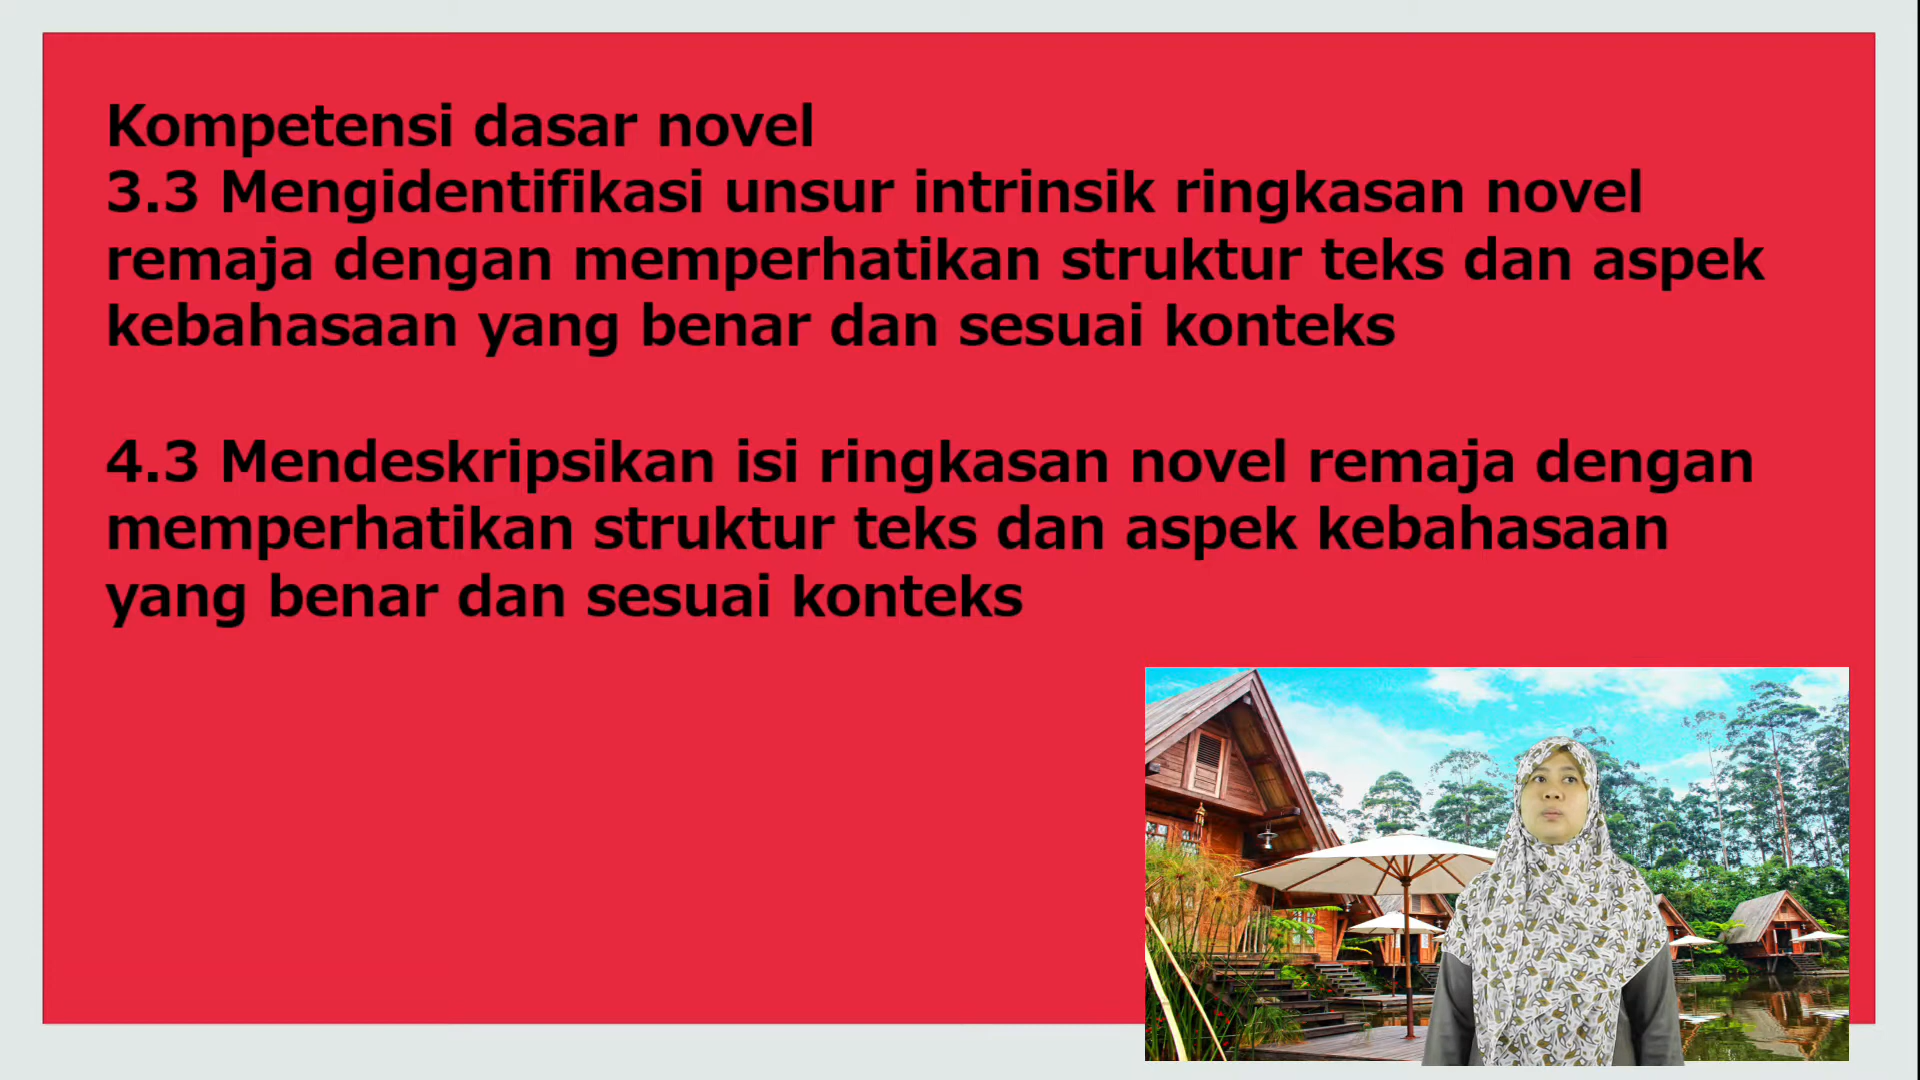 Kompetensi dasar novel
3.3 Mengidentifikasi unsur intrinsik ringkasan novel
remaja dengan memperhatikan struktur teks dan aspek
kebahasaan yang benar dan sesuai konteks
4.3 Mendeskripsikan isi ringkasan novel remaja dengan
memperhatikan struktur teks dan aspek kebahasaan
yang benar dan sesuai konteks